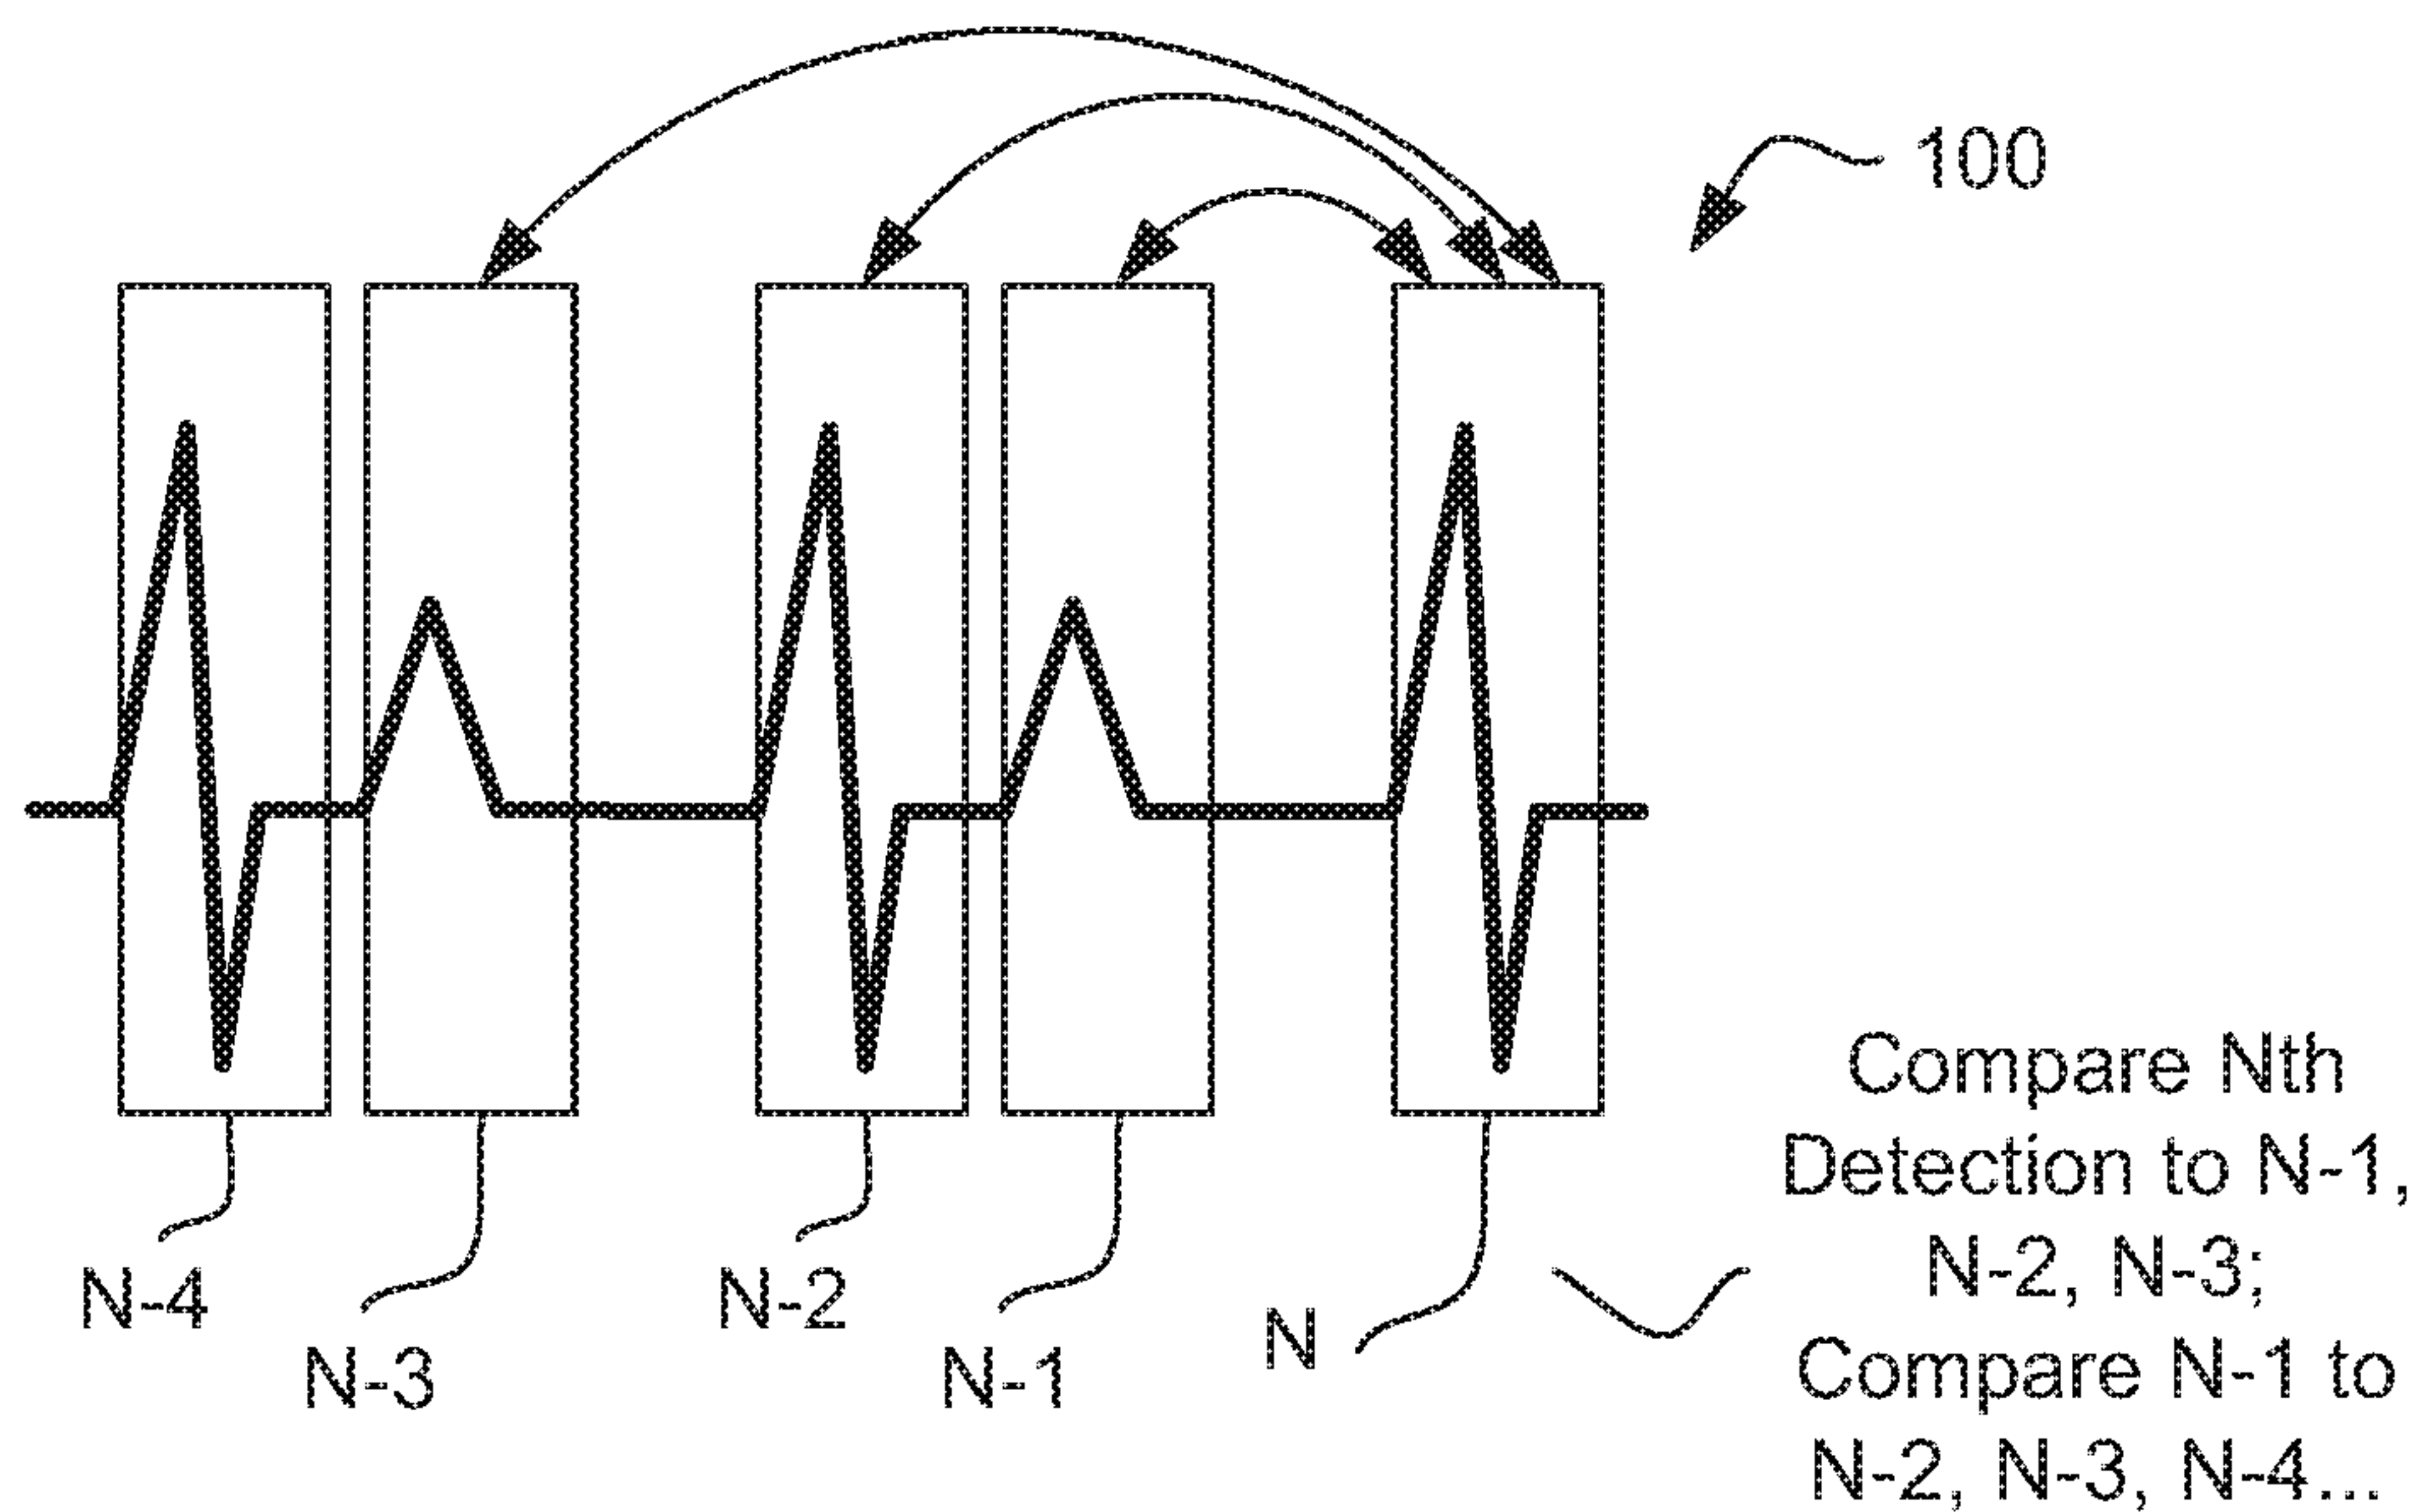 100
N-4
N-2
N
N-3
N-1
Compare Nth
Detection to N-1,
N-2, N-3;
Compare N-1 to
N-2, N-3, N-4...